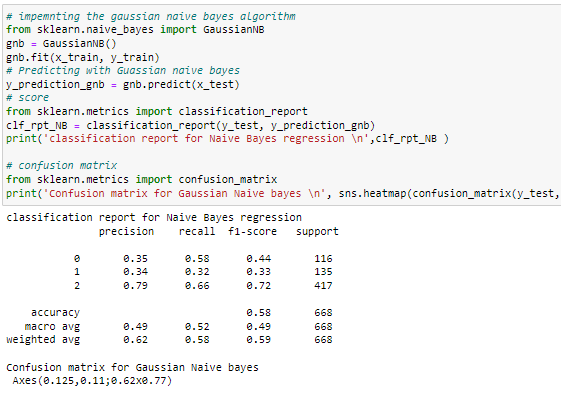 # impemnting the gaussian naive bayes algorithm
from sklearn.naive_bayes import GaussianNB
gnb = GaussianNB()
gnb.fit(x_train, y_train)
# Predicting with Guassian naive bayes
y_prediction_gnb = gnb.predict(x_test)
# score
from sklearn.metrics import classification_report
clf_rpt_NB = classification_report(y_test, y_prediction_gnb)
print('classification report for Naive Bayes regression \n',clf_rpt_NB )
# confusion matrix
from sklearn.metrics import confusion_matrix
print('Confusion matrix for Gaussian Naive bayes \n', sns.heatmap(confusion_matrix(y_test,
classification report for Naive Bayes regression
precision recall f1-score support
0 0.35 0.58 0.44 116
1 0.34 0.32 0.33 135
2 0.79 0.66 0.72 417
accuracy 0.58 668
macro avg 0.49 0.52 0.49 668
weighted avg 0.62 0.58 0.59 668
Confusion matrix for Gaussian Naive bayes
Axes(0.125,0.11;0.62x0.77)